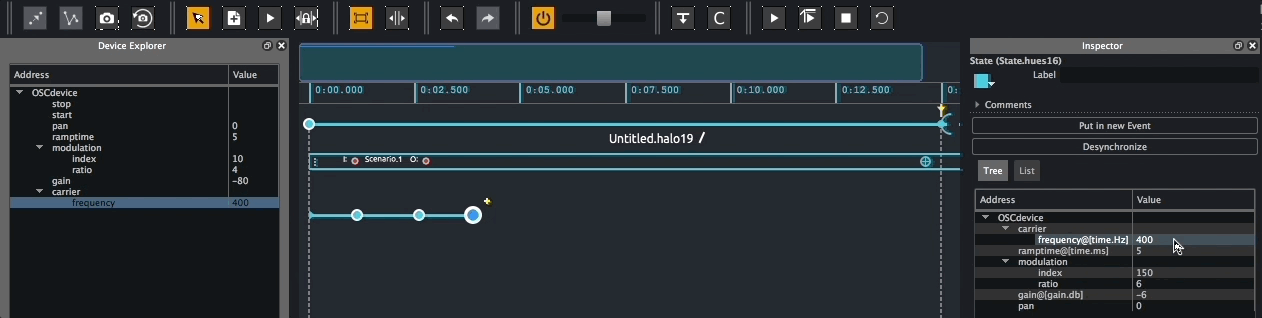 C
Device Explorer
Address Value
OSCdevice
stop
start
pan 0
ramptime 5
modulation
index 10
ratio 4
gain -80
carrier
frequency 400
0:00.000 0:02.500 0:05.000 0:07.500 0:10.000 0:12.500 0:
Untitled.halo19 /
I: Scenario.1 O:
Inspector
State (State.hues16)
Label
Comments
Put in new Event
Desynchronize
Tree List
Address Value
OSCdevice
carrier
frequency@[time.Hz] 400
ramptime@[time.ms] 5
modulation
index 150
ratio 6
gain@[gain.db] -6
pan 0